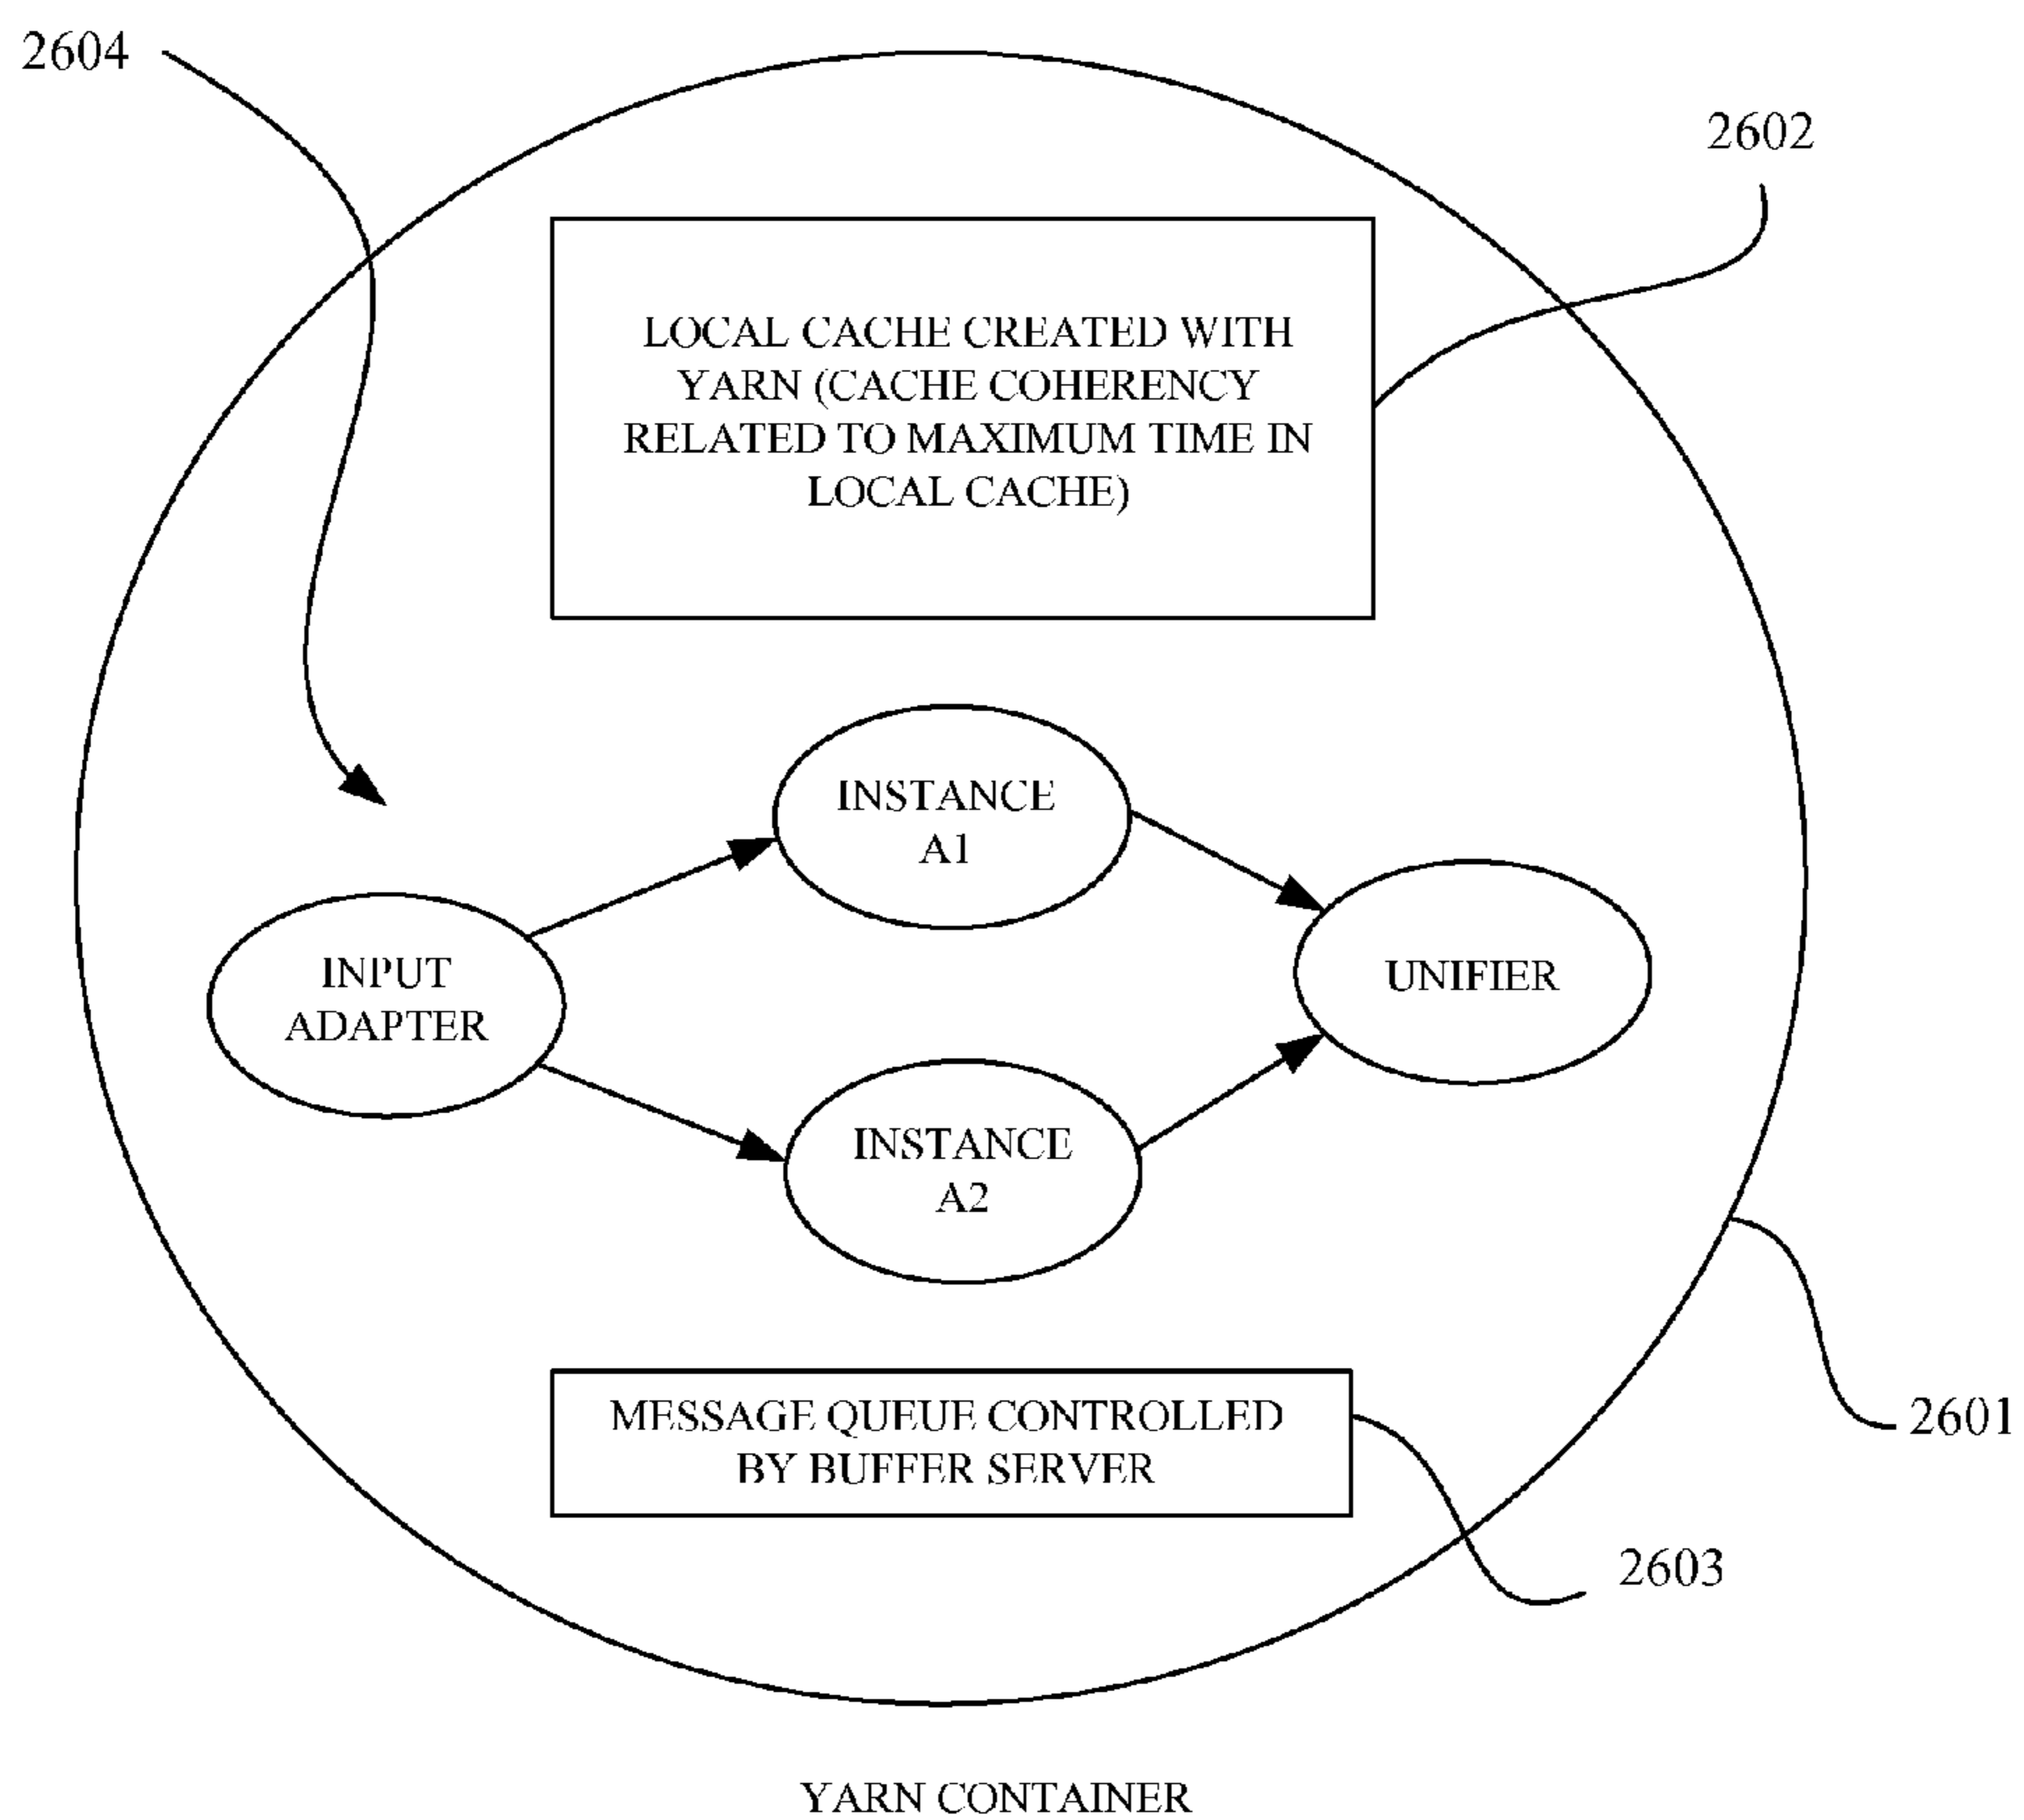 2604
2602
LOCAL CACHE CREATED WITH
YARN (CACHE COHERENCY
RELATED TO MAXIMUM TIME IN
LOCAL CACHE)
INSTANCE
A1
INPUT
ADAPTER
UNIFIER
INSTANCE
A2
MESSAGE QUEUE CONTROLLED
BY BUFFER SERVER
2601
2603
YARN CONTAINER